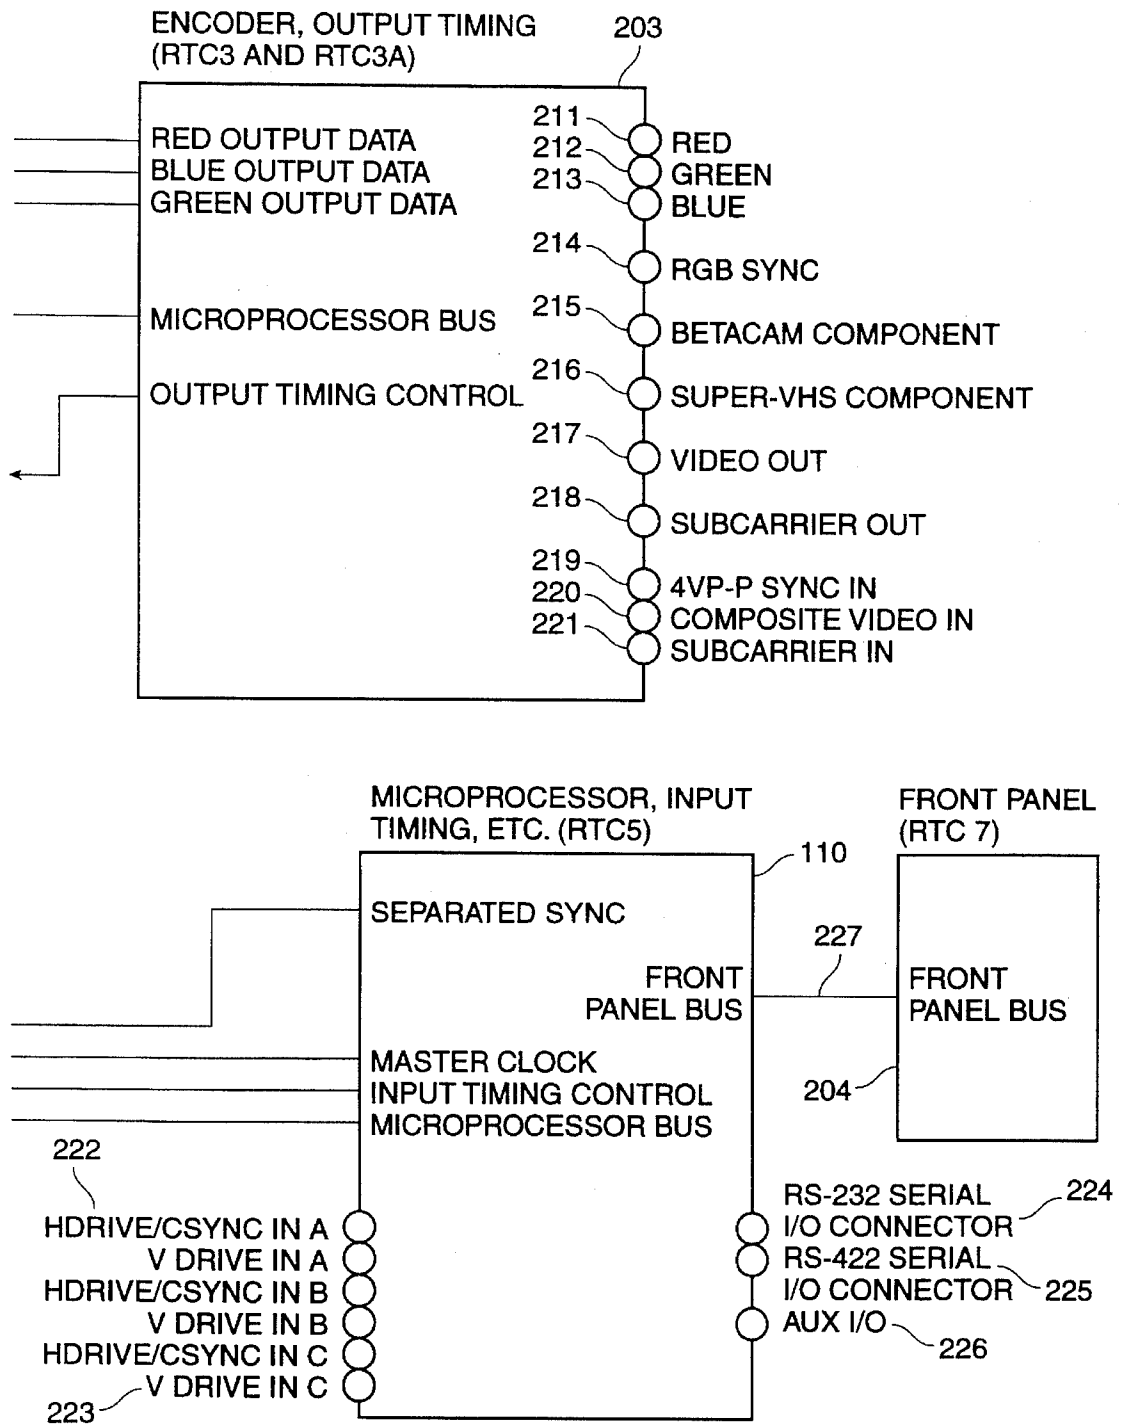 ENCODER, OUTPUT TIMING
(RTC3 AND RTC3A)
203
RED OUTPUT DATA
BLUE OUTPUT DATA
GREEN OUTPUT DATA
MICROPROCESSOR BUS
OUTPUT TIMING CONTROL
211
RED
212
GREEN
213
BLUE
214
RGB SYNC
215
BETACAM COMPONENT
216
SUPER-VHS COMPONENT
217
VIDEO OUT
218
SUBCARRIER OUT
219
4VP-P SYNC IN
220
COMPOSITE VIDEO IN
221
SUBCARRIER IN
MICROPROCESSOR, INPUT
TIMING, ETC. (RTC5)
110
SEPARATED SYNC
FRONT
PANEL BUS
MASTER CLOCK
INPUT TIMING CONTROL
MICROPROCESSOR BUS
227
FRONT PANEL
(RTC 7)
FRONT
PANEL BUS
204
222
HDRIVE/CSYNC IN A
V DRIVE IN A
HDRIVE/CSYNC IN B
V DRIVE IN B
HDRIVE/CSYNC IN C
V DRIVE IN C
223
RS-232 SERIAL
I/O CONNECTOR
224
RS-422 SERIAL
I/O CONNECTOR
225
AUX I/O
226